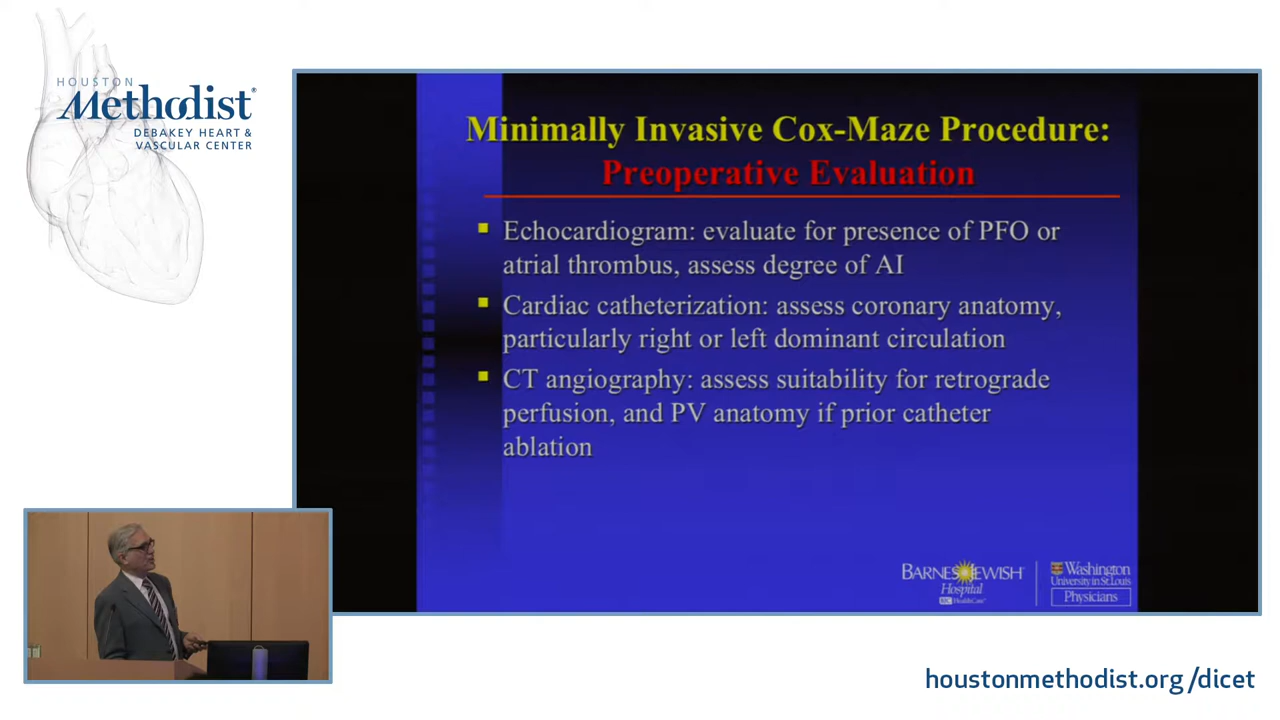 HOUSTON
Methodist®
DEBAKEY HEART &
VASCULAR CENTER
Minimally Invasive Cox-Maze Procedure:
Preoperative Evaluation
Echocardiogram: evaluate for presence of PFO or
atrial thrombus, assess degree of AI
Cardiac catheterization: assess coronary anatomy,
particularly right or left dominant circulation
CT angiography: assess suitability for retrograde
perfusion, and PV anatomy if prior catheter
ablation
BARNES JEWISH
Hospital
BJC HealthCare
Washington
University in St. Louis
Physicians
houstonmethodist.org/dicet